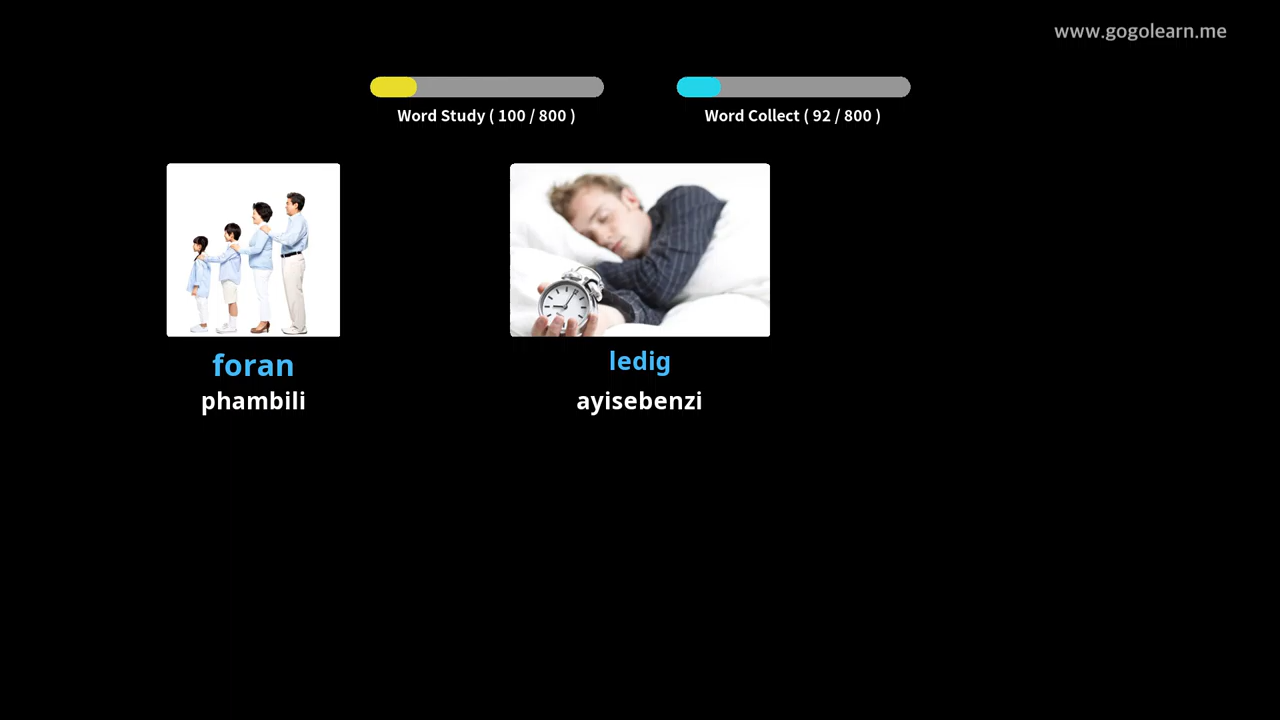 www.gogolearn.me
Word Study ( 100 / 800 )
Word Collect ( 92 / 800 )
foran
phambili
ledig
ayisebenzi